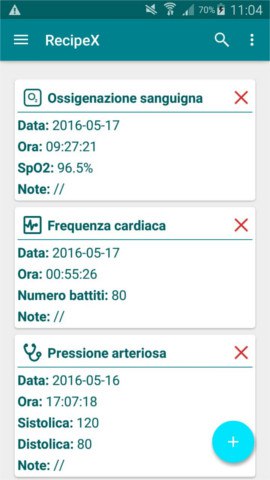 70% 11:04
RecipeX
O₂ Ossigenazione sanguigna
Data: 2016-05-17
Ora: 09:27:21
SpO2: 96.5%
Note: //
Frequenza cardiaca
Data: 2016-05-17
Ora: 00:55:26
Numero battiti: 80
Note: //
Pressione arteriosa
Data: 2016-05-16
Ora: 17:07:18
Sistolica: 120
Distolica: 80
Note: //